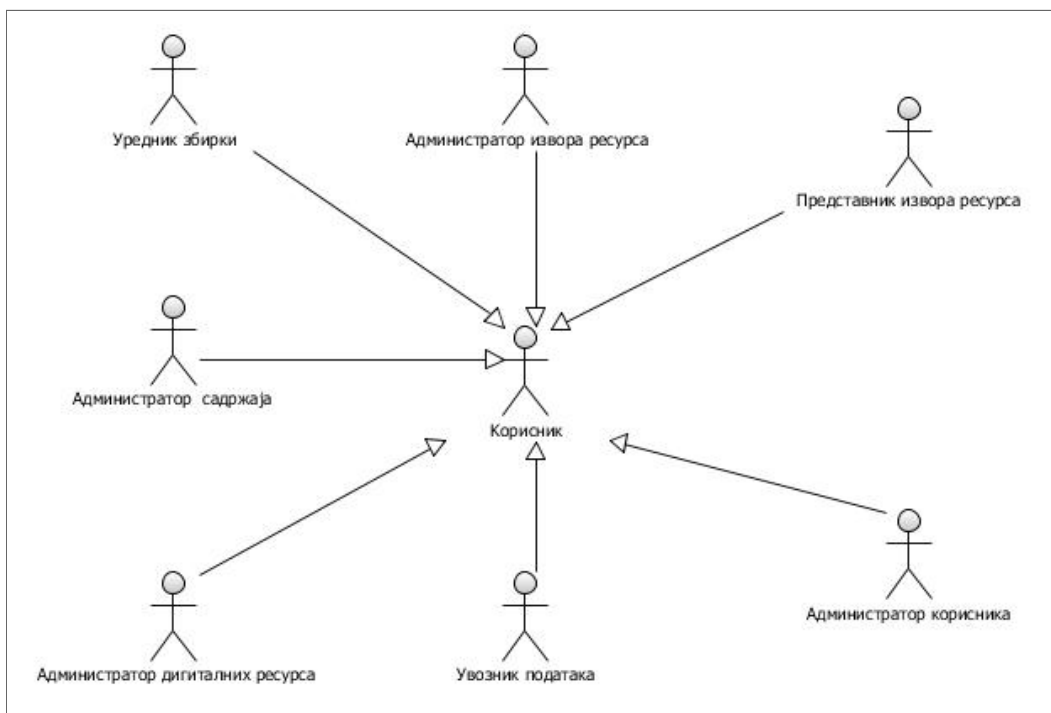 Уредник збирки
Администратор извора ресурса
Представник извора ресурса
Администратор садржаја
Корисник
Администратор корисника
Администратор дигиталних ресурса
Увозник података